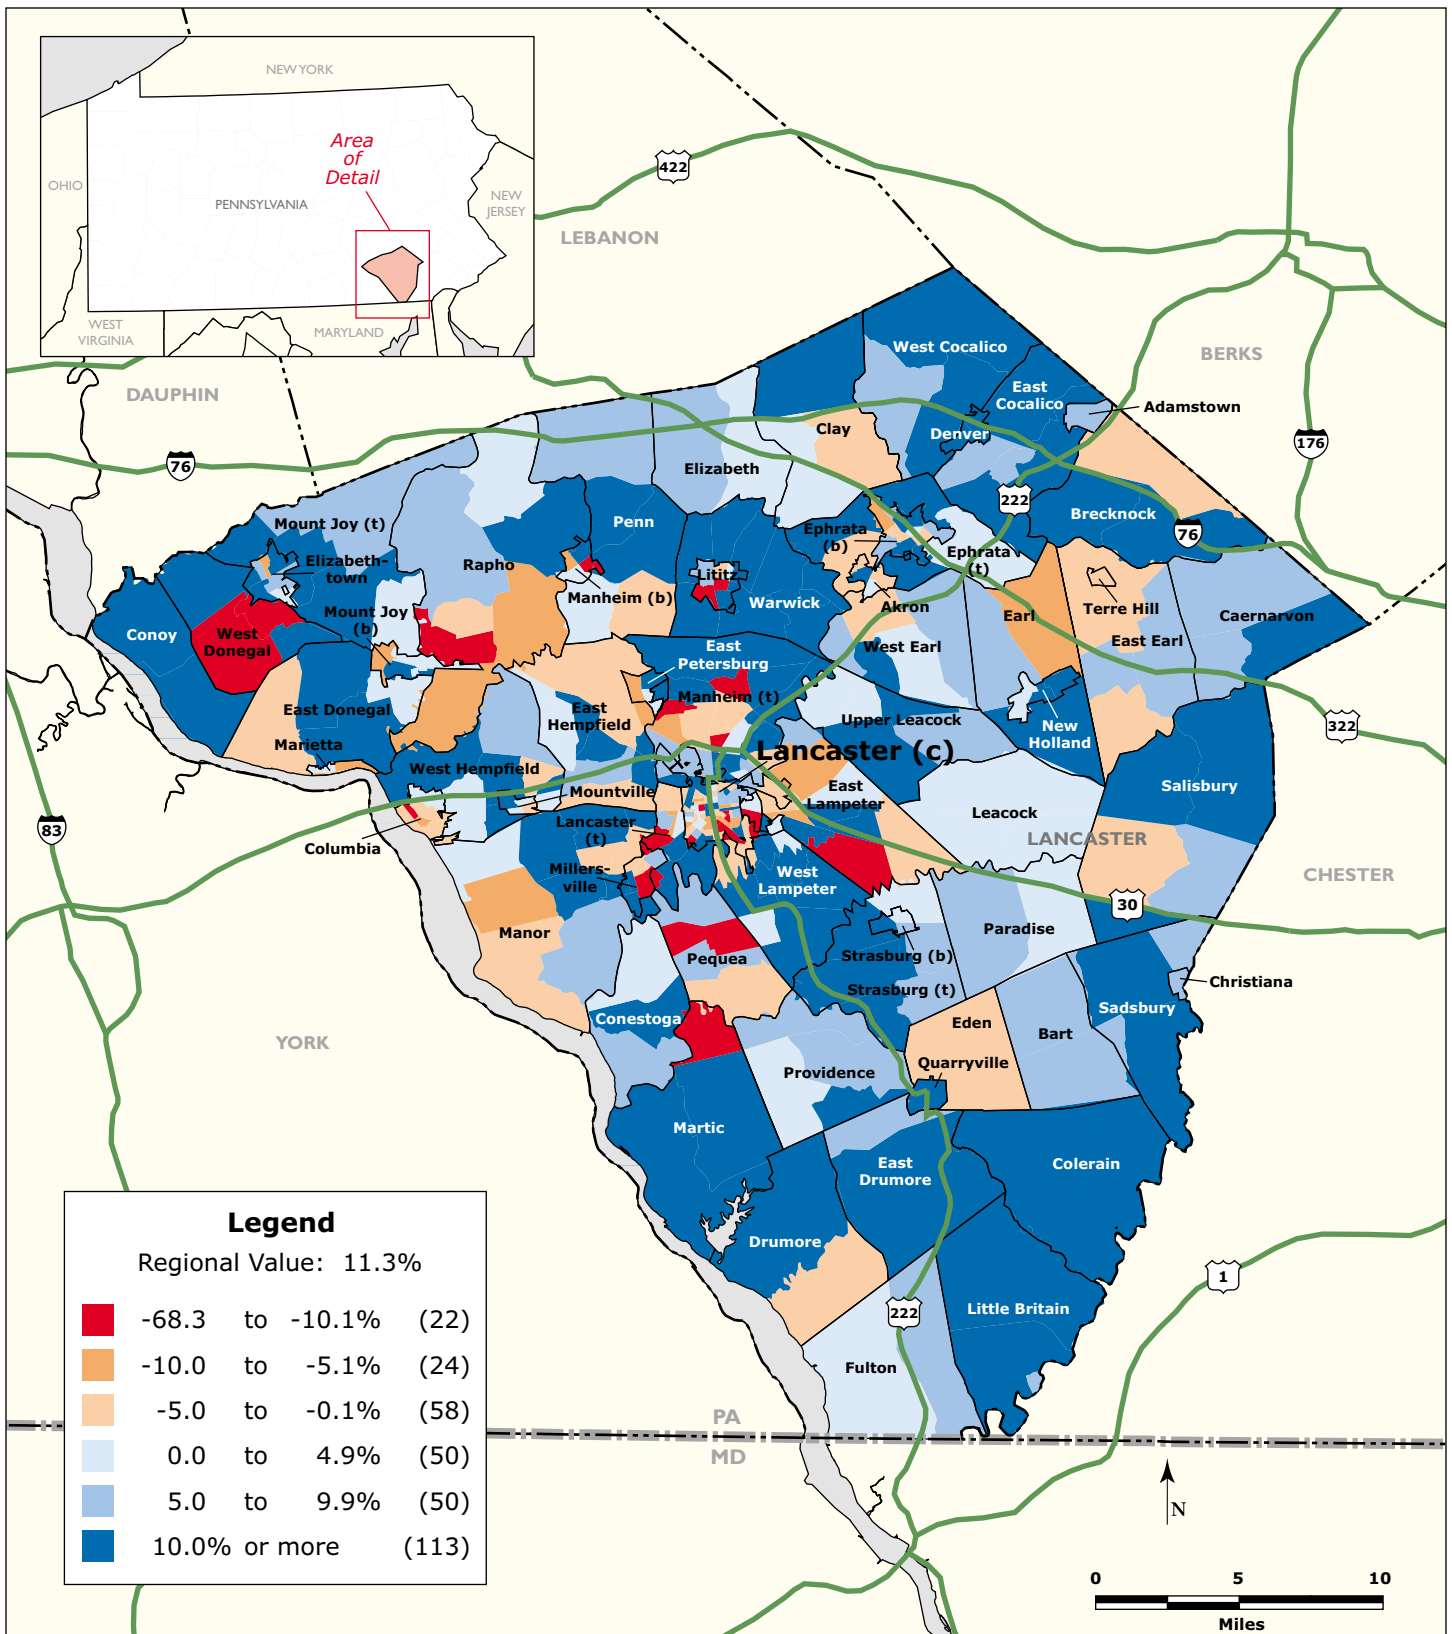 NEW YORK
Area
of
Detail
OHIO
PENNSYLVANIA
NEW
JERSEY
WEST
VIRGINIA
MARYLAND
422
LEBANON
DAUPHIN
BERKS
76
176
West Cocalico
East
Cocalico
Adamstown
Denver
Clay
Elizabeth
222
Brecknock
76
Penn
Mount Joy (t)
Elizabeth-
town
Rapho
Ephrata
(b)
Ephrata
(t)
Lititz
Manheim (b)
Warwick
Akron
Earl
Terre Hill
East Earl
Caernarvon
Mount Joy
(b)
Conoy
West
Donegal
East
Petersburg
West Earl
Manheim (t)
East Donegal
Marietta
East
Hempfield
Upper Leacock
New
Holland
322
Lancaster (c)
West Hempfield
Mountville
East
Lampeter
Leacock
Salisbury
83
Columbia
Lancaster
(t)
LANCASTER
Millers-
ville
West
Lampeter
CHESTER
30
Manor
Pequea
Strasburg (b)
Paradise
Strasburg (t)
Christiana
Conestoga
Sadsbury
Eden
Bart
YORK
Quarryville
Providence
Martic
East
Drumore
Colerain
Drumore
1
222
Little Britain
Fulton
PA
MD
Legend
Regional Value: 11.3%
-68.3 to -10.1% (22)
-10.0 to -5.1% (24)
-5.0 to -0.1% (58)
0.0 to 4.9% (50)
5.0 to 9.9% (50)
10.0% or more (113)
N
0 5 10
Miles